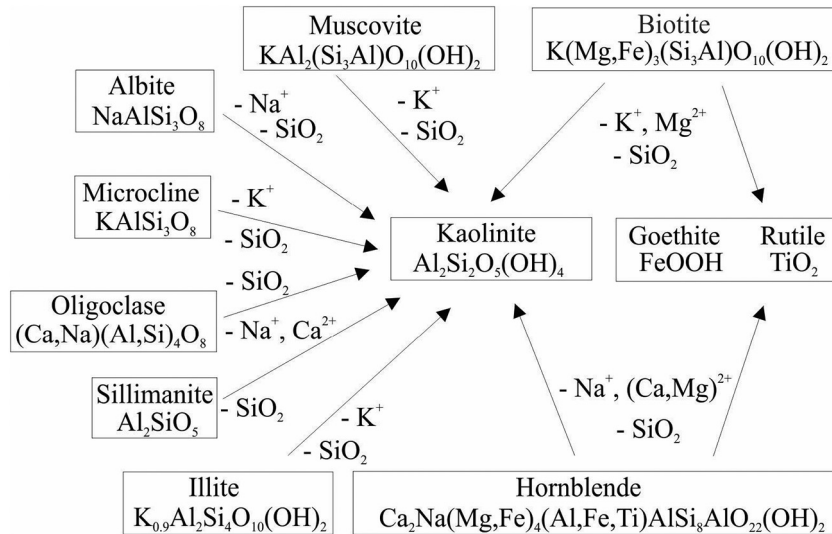 Muscovite
KAl₂(Si₃Al)O₁₀(OH)₂
Biotite
K(Mg,Fe)₃(Si₃Al)O₁₀(OH)₂
Albite
NaAlSi₃O₈
- Na⁺
- SiO₂
- K⁺
- SiO₂
- K⁺, Mg²⁺
- SiO₂
Microcline
KAlSi₃O₈
- K⁺
- SiO₂
Kaolinite
Al₂Si₂O₅(OH)₄
Goethite Rutile
FeOOH TiO₂
- SiO₂
Oligoclase
(Ca,Na)(Al,Si)₄O₈
- Na⁺, Ca²⁺
Sillimanite
Al₂SiO₅
- SiO₂
- K⁺
- SiO₂
- Na⁺, (Ca,Mg)²⁺
- SiO₂
Illite
K₀.₉Al₂Si₄O₁₀(OH)₂
Hornblende
Ca₂Na(Mg,Fe)₄(Al,Fe,Ti)AlSi₈AlO₂₂(OH)₂